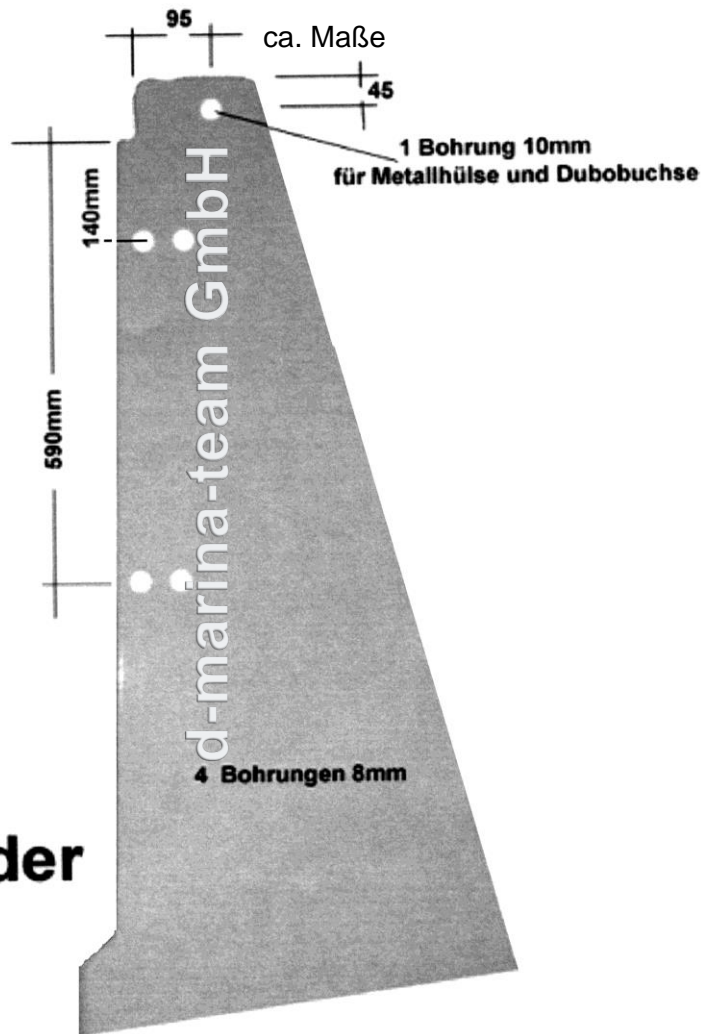 95
ca. Maße
45
1 Bohrung 10mm
für Metallhülse und Dubobuchse
140mm
590mm
d-marina-team GmbH
4 Bohrungen 8mm
der